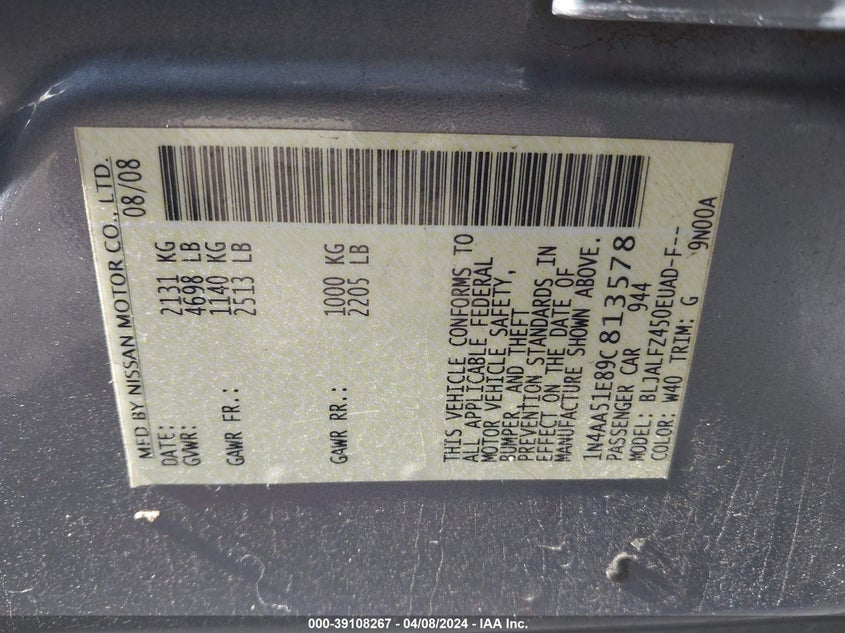 MFD BY NISSAN MOTOR CO., LTD.
DATE: 08/08
GVWR: 2131 KG
4698 LB
GAWR FR.: 1140 KG
2513 LB
GAWR RR.: 1000 KG
2205 LB
THIS VEHICLE CONFORMS TO
ALL APPLICABLE FEDERAL
MOTOR VEHICLE SAFETY,
BUMPER, AND THEFT
PREVENTION STANDARDS IN
EFFECT ON THE DATE OF
MANUFACTURE SHOWN ABOVE.
1N4AA51E89C813578
PASSENGER CAR 944
MODEL: BLJALFZ450EUAD-F--
COLOR: W40 TRIM: G 9N00A
000-39108267 - 04/08/2024 - IAA Inc.